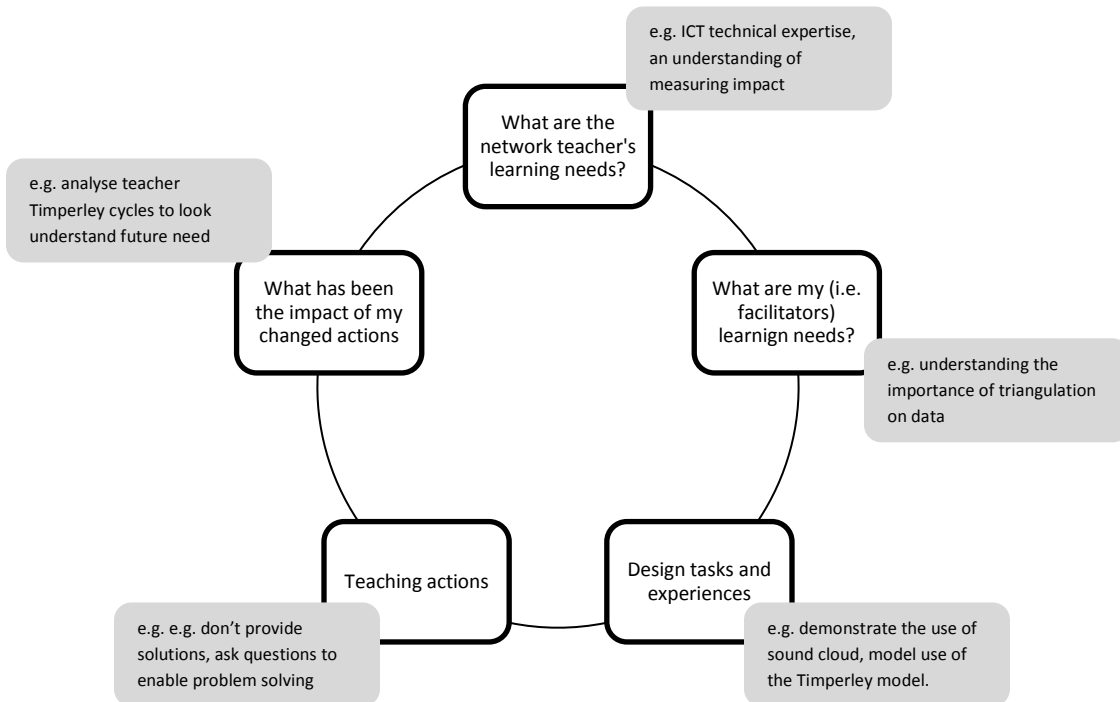 e.g. ICT technical expertise,
an understanding of
measuring impact
What are the
network teacher's
learning needs?
e.g. analyse teacher
Timperley cycles to look
understand future need
What has been
the impact of my
changed actions
What are my (i.e.
facilitators)
learnign needs?
e.g. understanding the
importance of triangulation
on data
Teaching actions
e.g. e.g. don’t provide
solutions, ask questions to
enable problem solving
Design tasks and
experiences
e.g. demonstrate the use of
sound cloud, model use of
the Timperley model.